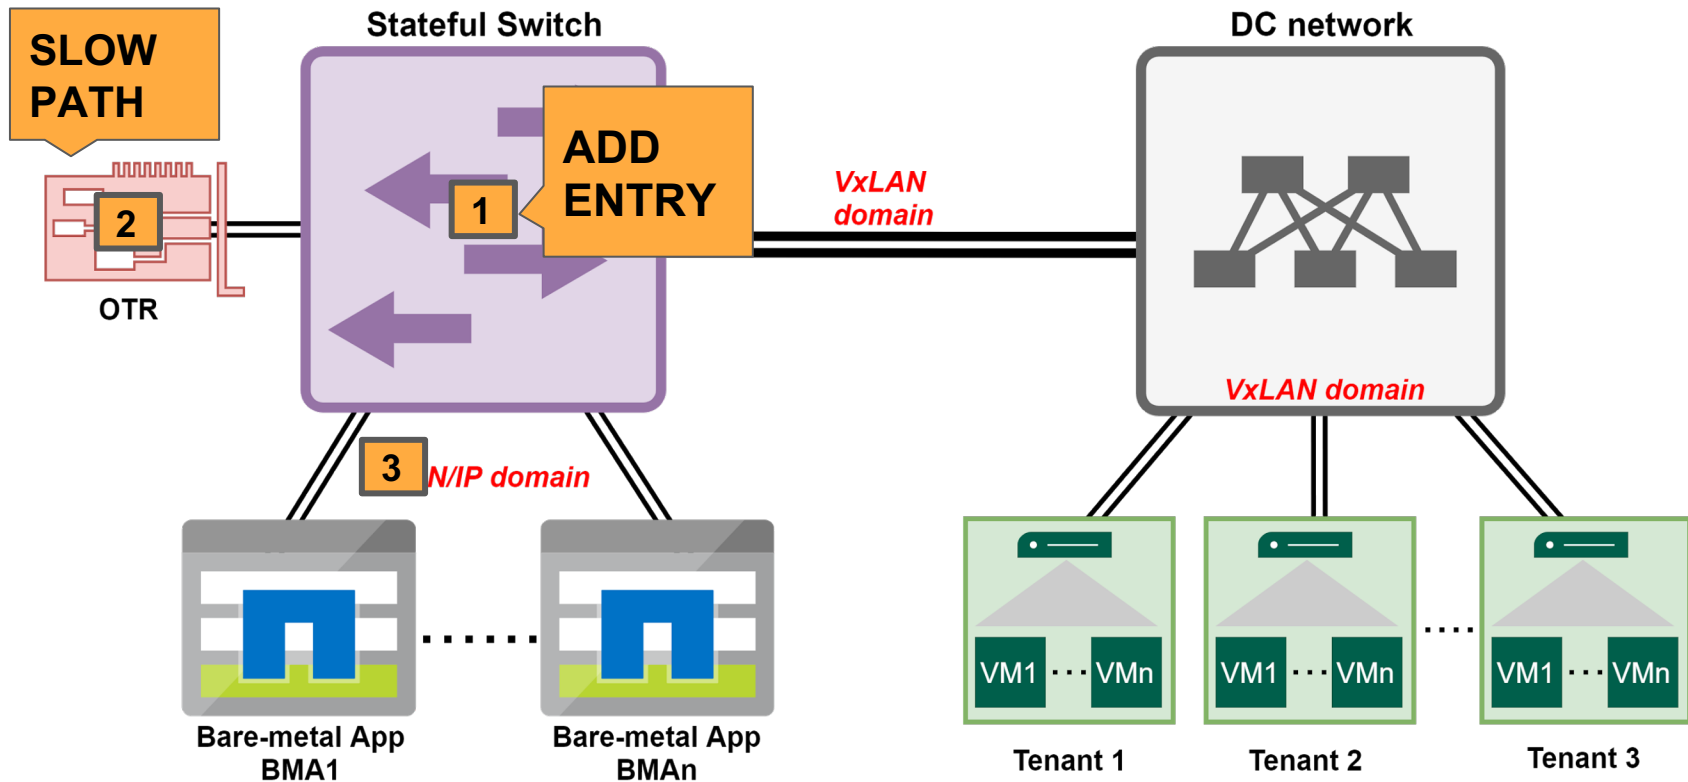 Stateful Switch
DC network
SLOW
PATH
ADD
ENTRY
1
2
OTR
VxLAN
domain
VxLAN domain
3
N/IP domain
Bare-metal App
BMA1
Bare-metal App
BMAn
VM1
VMn
VM1
VMn
VM1
VMn
Tenant 1
Tenant 2
Tenant 3